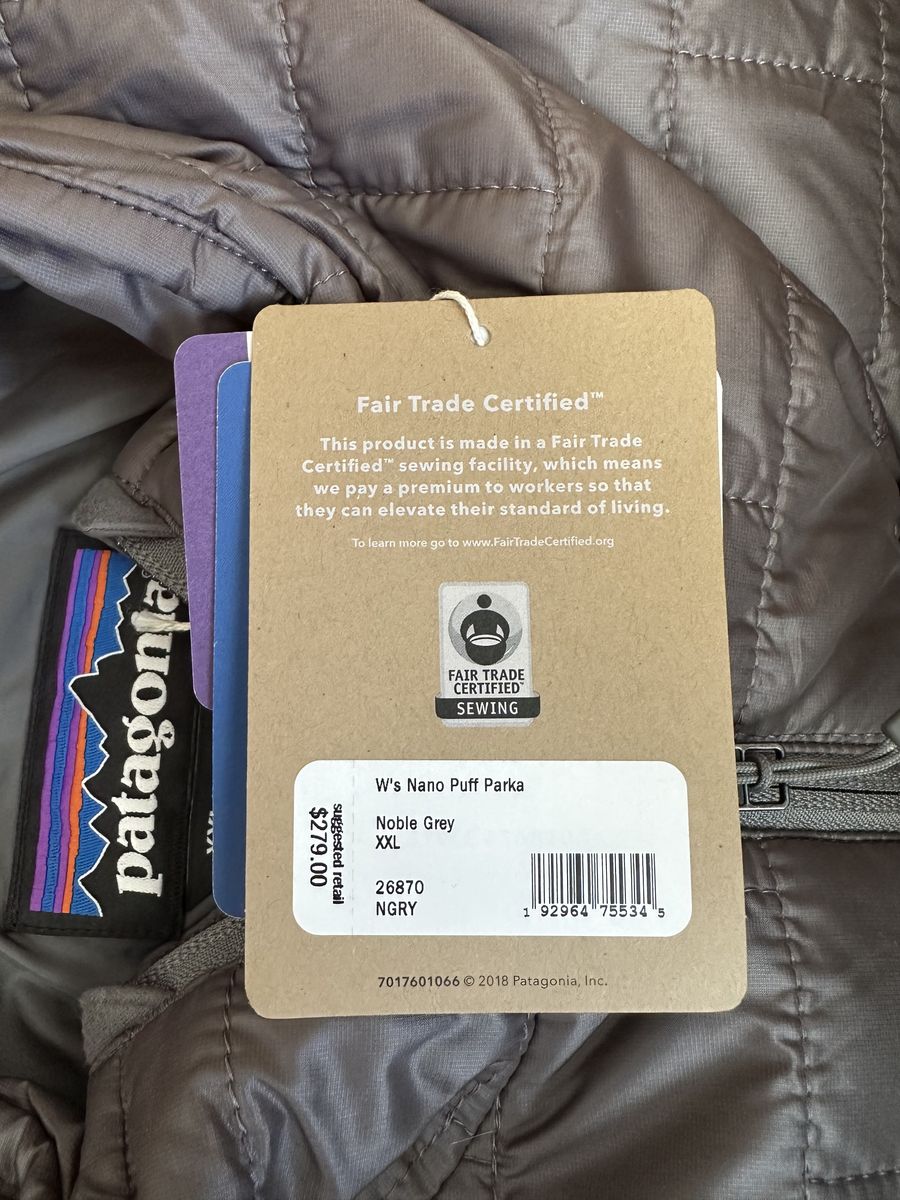 Fair Trade Certified™
This product is made in a Fair Trade
Certified™ sewing facility, which means
we pay a premium to workers so that
they can elevate their standard of living.
To learn more go to www.FairTradeCertified.org
FAIR TRADE
CERTIFIED™
SEWING
W's Nano Puff Parka
Noble Grey
XXL
26870
NGRY
suggested retail
$279.00
1 92964 75534 5
7017601066 © 2018 Patagonia, Inc.
patagonia